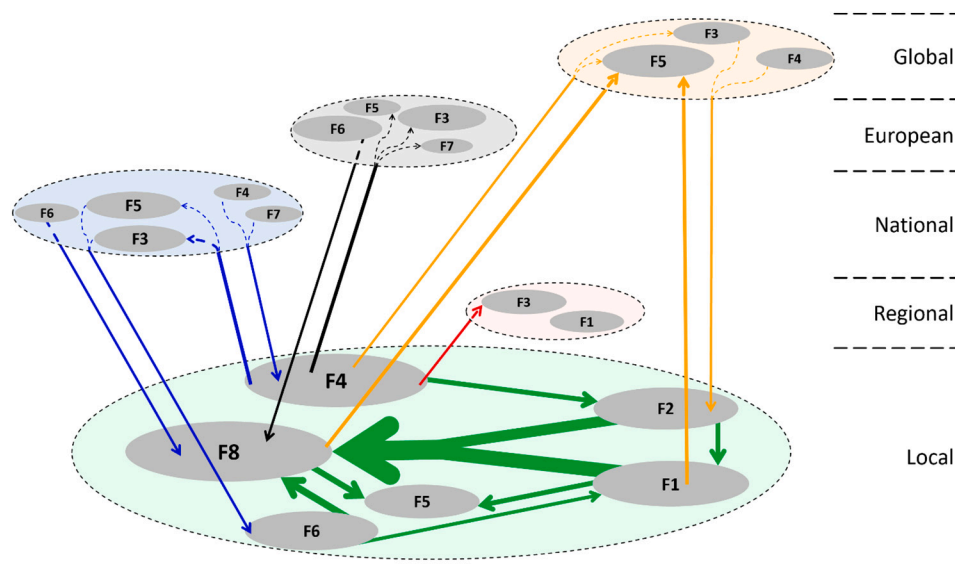 F3
F5
F4
Global
F5
F6
F3
F7
European
F4
F6
F5
F7
F3
National
F3
F1
Regional
F4
F2
F8
F1
F5
F6
Local